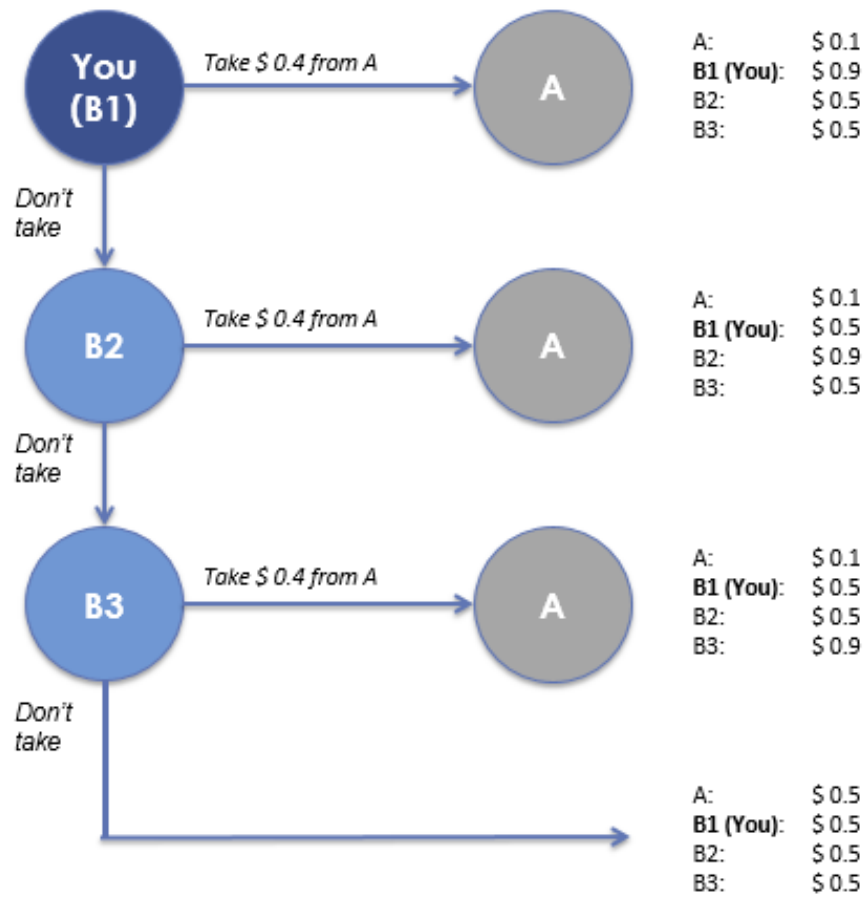 You
(B1)
Take $ 0.4 from A
A
A: $ 0.1
B1 (You): $ 0.9
B2: $ 0.5
B3: $ 0.5
Don't
take
B2
Take $ 0.4 from A
A
A: $ 0.1
B1 (You): $ 0.5
B2: $ 0.9
B3: $ 0.5
Don't
take
B3
Take $ 0.4 from A
A
A: $ 0.1
B1 (You): $ 0.5
B2: $ 0.5
B3: $ 0.9
Don't
take
A: $ 0.5
B1 (You): $ 0.5
B2: $ 0.5
B3: $ 0.5